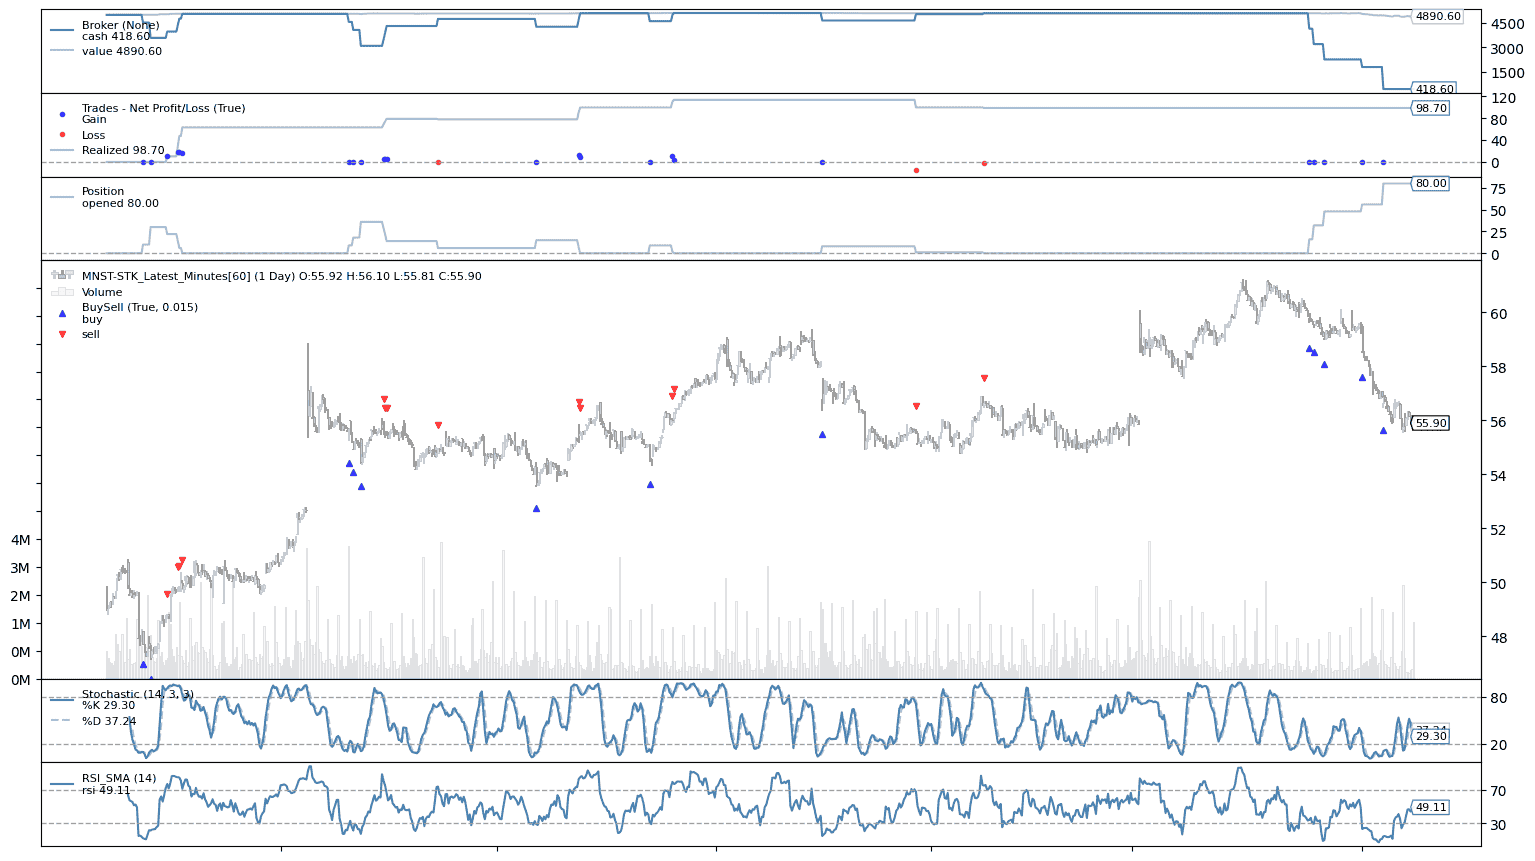 Broker (None)
cash 418.60
value 4890.60
4890.60
4500
3000
1500
418.60
Trades - Net Profit/Loss (True)
Gain
Loss
Realized 98.70
120
98.70
80
40
0
Position
opened 80.00
80.00
75
50
25
0
MNST-STK_Latest_Minutes[60] (1 Day) O:55.92 H:56.10 L:55.81 C:55.90
Volume
BuySell (True, 0.015)
buy
sell
60
58
56
55.90
54
52
50
48
4M
3M
2M
1M
0M
0M
Stochastic (14, 3, 3)
%K 29.30
%D 37.24
80
37.24
29.30
20
RSI_SMA (14)
rsi 49.11
70
49.11
30